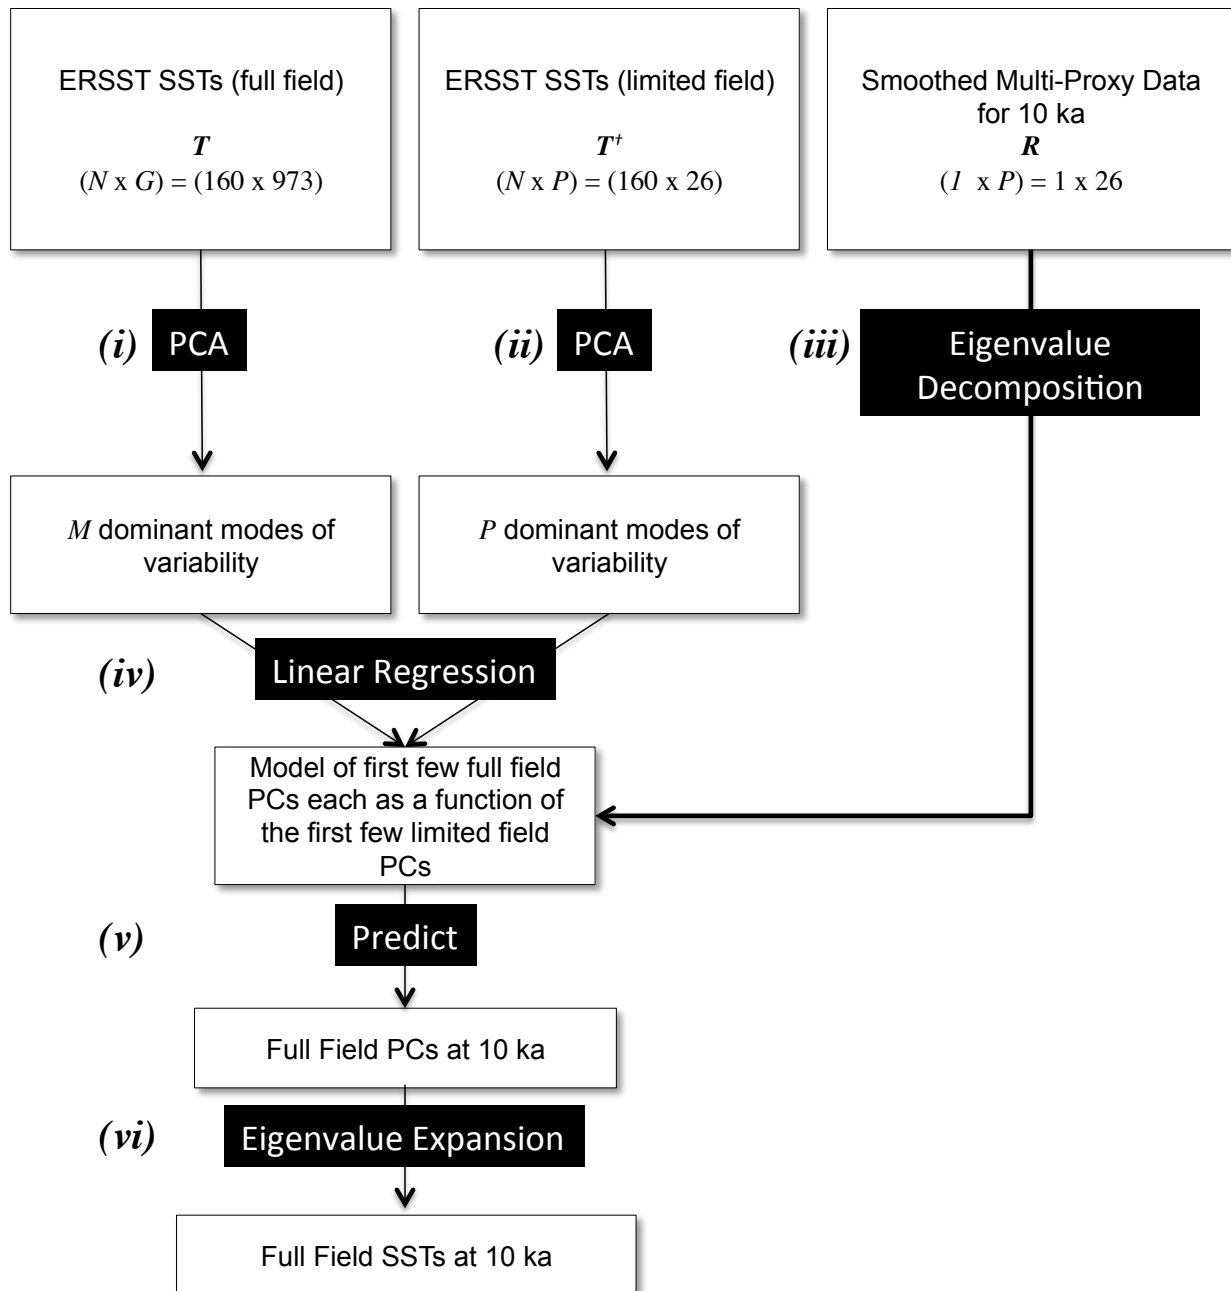 ERSST SSTs (full field)
T
(N x G) = (160 x 973)
ERSST SSTs (limited field)
T†
(N x P) = (160 x 26)
Smoothed Multi-Proxy Data
for 10 ka
R
(1 x P) = 1 x 26
(i) PCA
(ii) PCA
(iii) Eigenvalue
Decomposition
M dominant modes of
variability
P dominant modes of
variability
(iv) Linear Regression
Model of first few full field
PCs each as a function of
the first few limited field
PCs
(v) Predict
Full Field PCs at 10 ka
(vi) Eigenvalue Expansion
Full Field SSTs at 10 ka